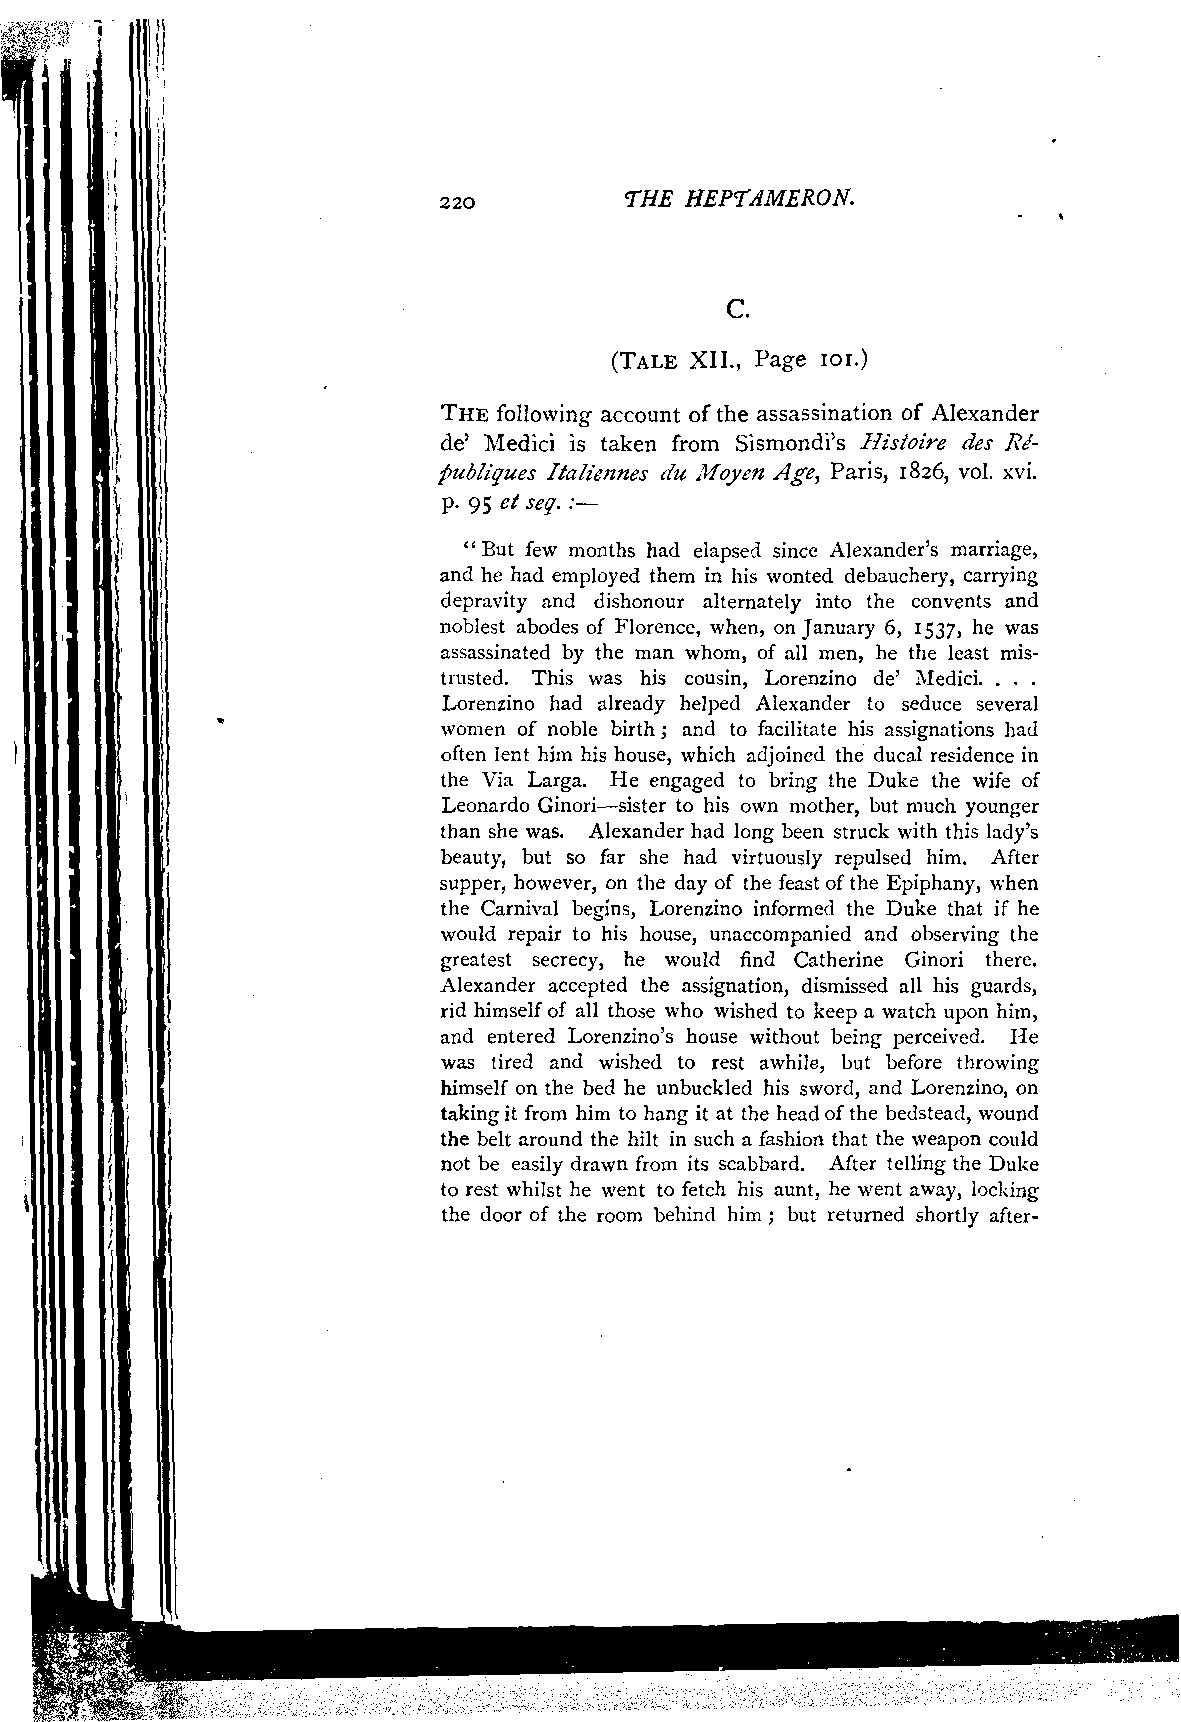 220 THE HEPTAMERON.
C.
(TALE XII., Page 101.)
THE following account of the assassination of Alexander
de' Medici is taken from Sismondi's Histoire des Ré-
publiques Italiennes du Moyen Age, Paris, 1826, vol. xvi.
p. 95 et seq. :—
“But few months had elapsed since Alexander's marriage,
and he had employed them in his wonted debauchery, carrying
depravity and dishonour alternately into the convents and
noblest abodes of Florence, when, on January 6, 1537, he was
assassinated by the man whom, of all men, he the least mis-
trusted. This was his cousin, Lorenzino de' Medici. . . .
Lorenzino had already helped Alexander to seduce several
women of noble birth; and to facilitate his assignations had
often lent him his house, which adjoined the ducal residence in
the Via Larga. He engaged to bring the Duke the wife of
Leonardo Ginori—sister to his own mother, but much younger
than she was. Alexander had long been struck with this lady's
beauty, but so far she had virtuously repulsed him. After
supper, however, on the day of the feast of the Epiphany, when
the Carnival begins, Lorenzino informed the Duke that if he
would repair to his house, unaccompanied and observing the
greatest secrecy, he would find Catherine Ginori there.
Alexander accepted the assignation, dismissed all his guards,
rid himself of all those who wished to keep a watch upon him,
and entered Lorenzino's house without being perceived. He
was tired and wished to rest awhile, but before throwing
himself on the bed he unbuckled his sword, and Lorenzino, on
taking it from him to hang it at the head of the bedstead, wound
the belt around the hilt in such a fashion that the weapon could
not be easily drawn from its scabbard. After telling the Duke
to rest whilst he went to fetch his aunt, he went away, locking
the door of the room behind him; but returned shortly after-